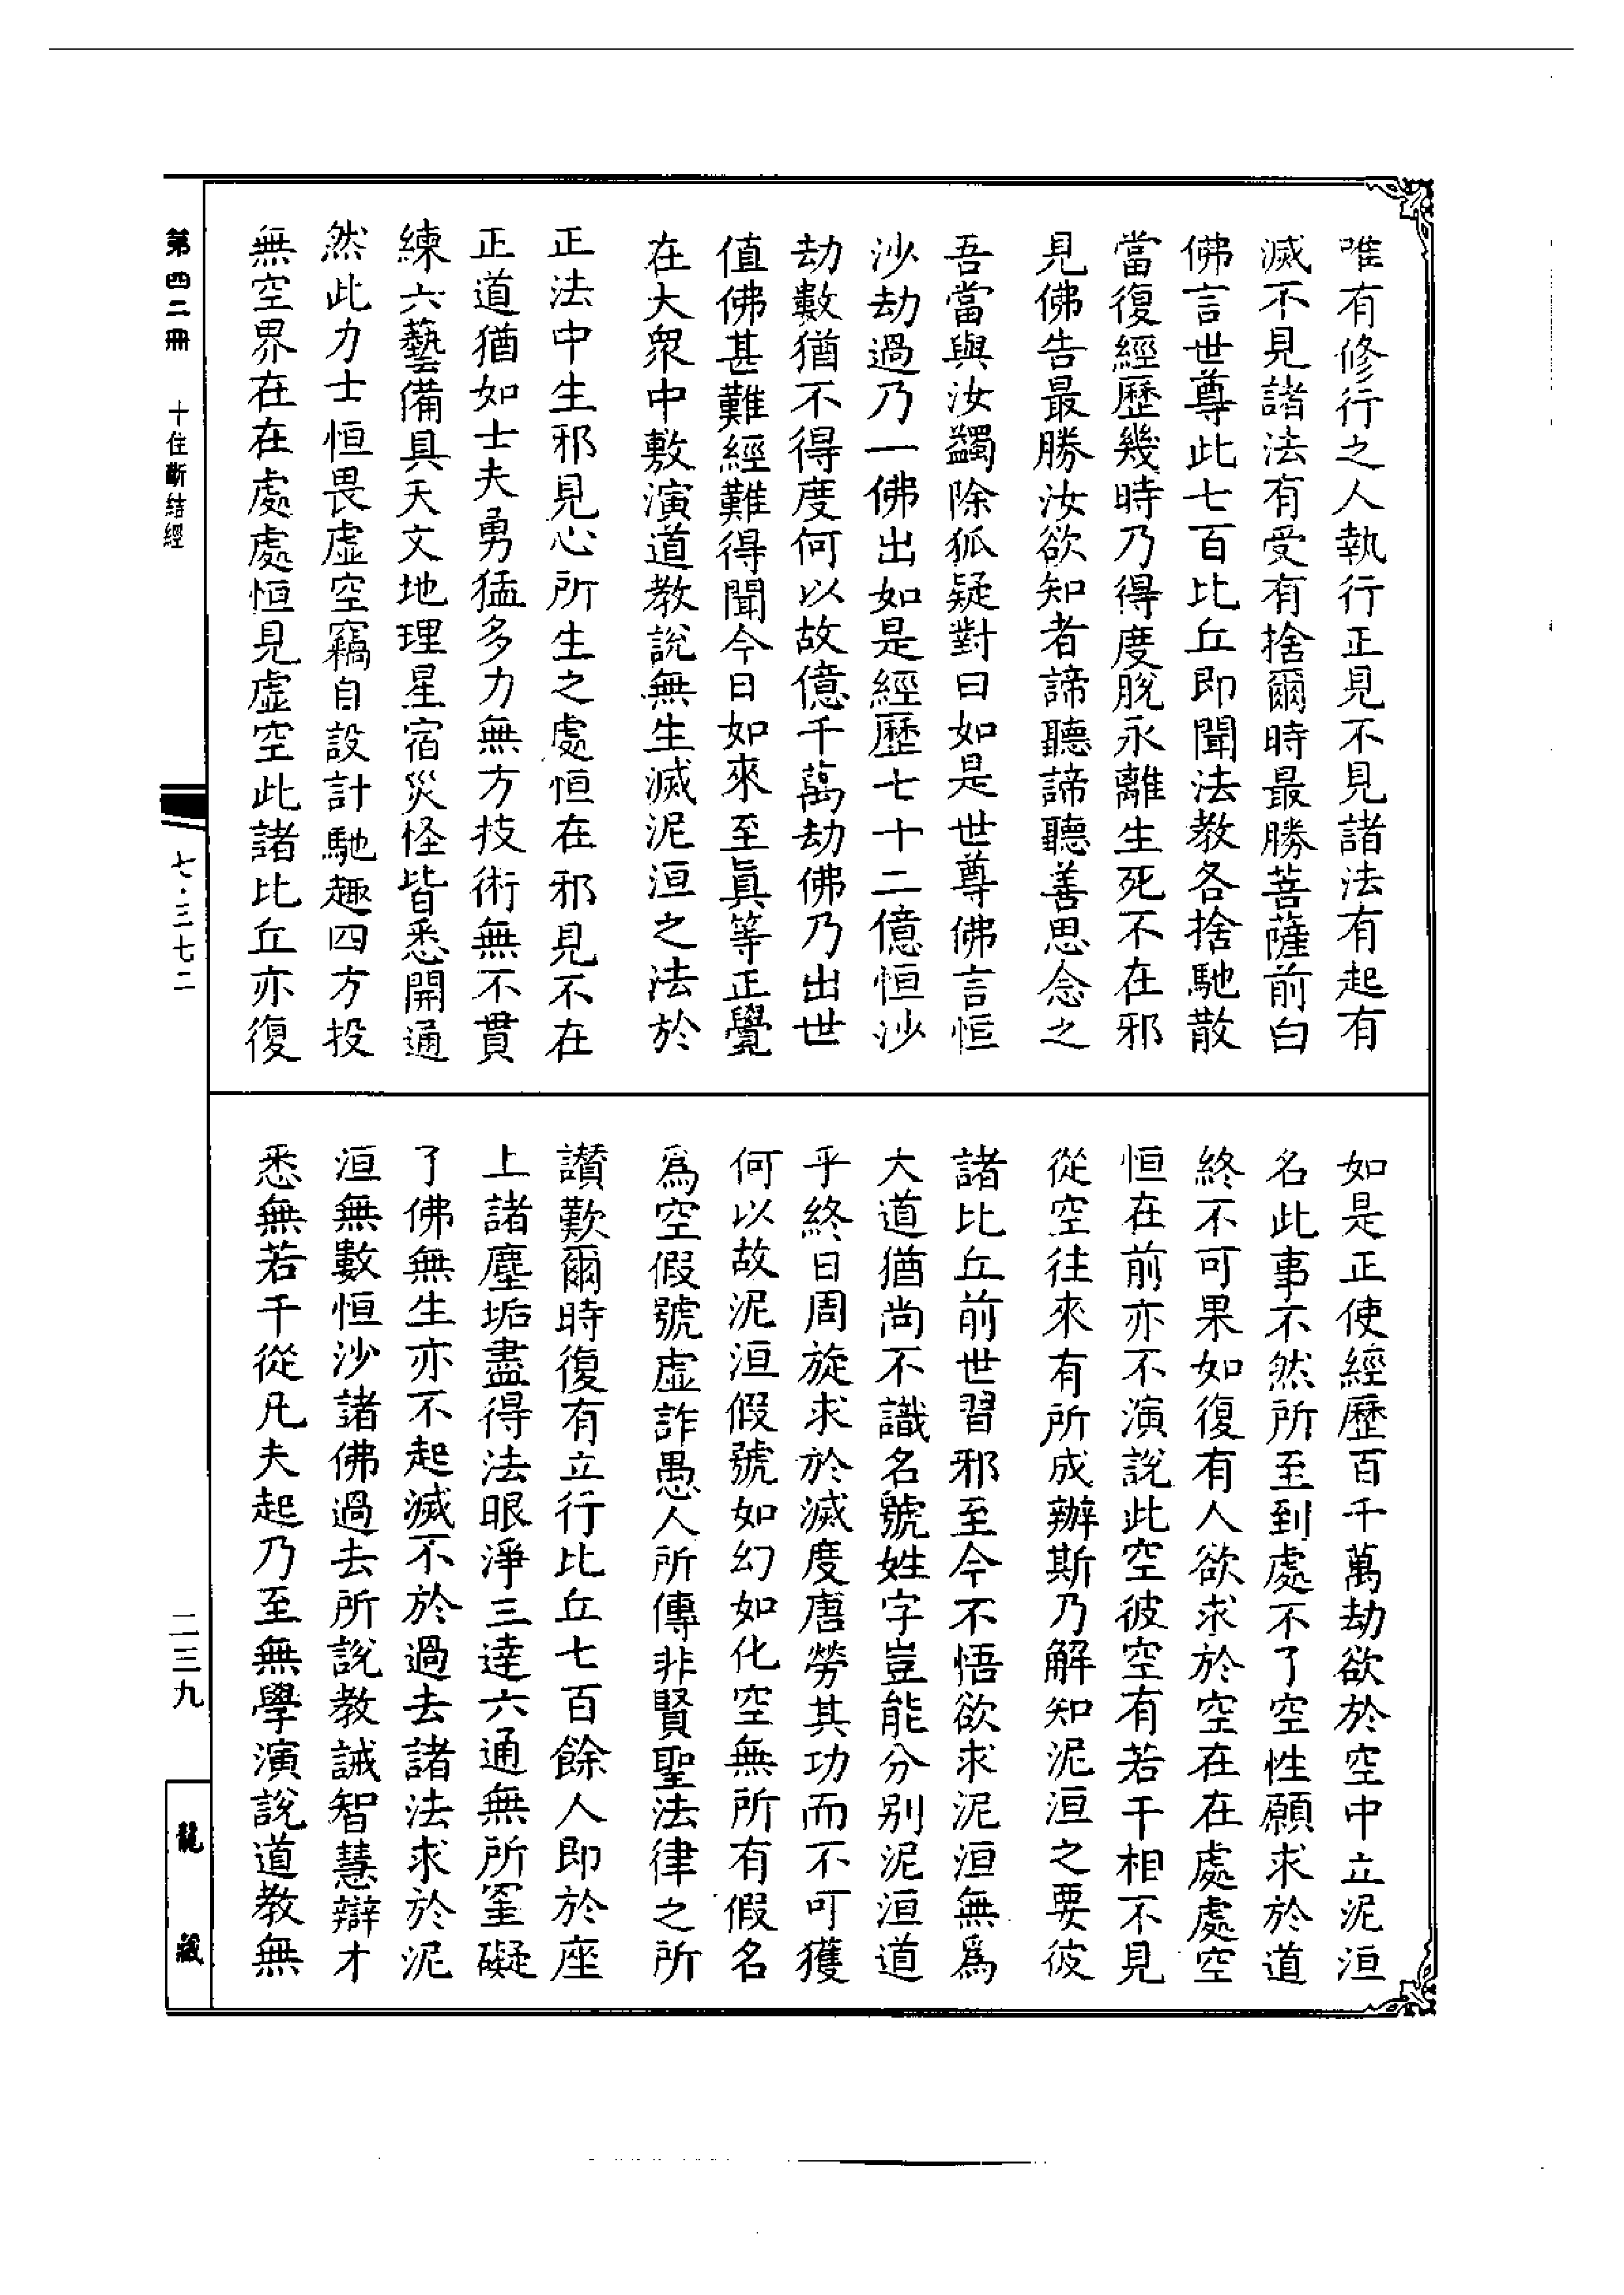 唯有修行之人執行正見不見諸法有起有
滅不見諸法有受有捨爾時最勝菩薩前白
佛言世尊此七百比丘即聞法教各捨馳散
當復經歷幾時乃得度脫永離生死不在邪
見佛告最勝汝欲知者諦聽諦聽善思念之
吾當與汝蠲除狐疑對曰如是世尊佛言恒
沙劫過乃一佛出如是經歷七十二億恒沙
劫數猶不得度何以故億千萬劫佛乃出世
值佛甚難經難得聞今日如來至眞等正覺
在大衆中敷演道教說無生滅泥洹之法於
正法中生邪見心所生之處恒在邪見不在
正道猶如士夫勇猛多力無方技術無不貫
練六藝備具天文地理星宿災怪皆悉開通
然此力士恒畏虛空竊自設計馳趣四方投
無空界在在處處恒見虛空此諸比丘亦復
如是正使經歷百千萬劫欲於空中立泥洹
名此事不然所至到處不了空性願求於道
終不可果如復有人欲求於空在在處處空
恒在前亦不演說此空彼空有若干相不見
從空往來有所成辦斯乃解知泥洹之要彼
諸比丘前世習邪至今不悟欲求泥洹無爲
大道猶尚不識名號姓字豈能分別泥洹道
乎終日周旋求於滅度唐勞其功而不可獲
何以故泥洹假號如幻如化空無所有假名
爲空假號虛詐愚人所傳非賢聖法律之所
讚歎爾時復有立行比丘七百餘人即於座
上諸塵垢盡得法眼淨三達六通無所罣礙
了佛無生亦不起滅不於過去諸法求於泥
洹無數恒沙諸佛過去所說教誡智慧辯才
悉無若干從凡夫起乃至無學演說道教無
第四二冊 十住斷結經
七·三七二
二三九
龍藏